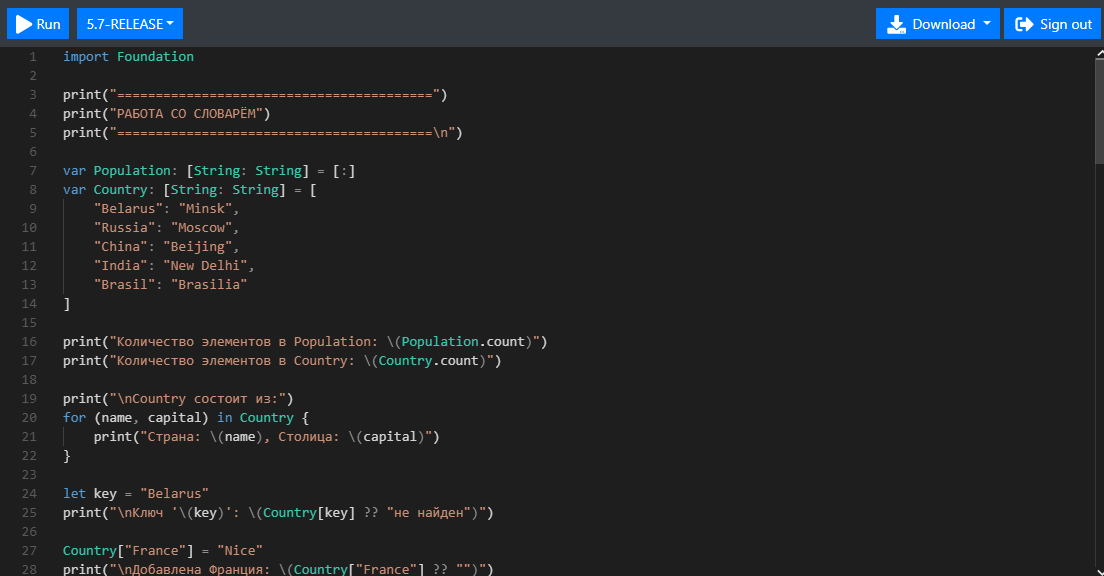 Run 5.7-RELEASE Download Sign out
1 import Foundation
2
3 print("=========================================")
4 print("РАБОТА СО СЛОВАРЁМ")
5 print("=========================================\n")
6
7 var Population: [String: String] = [:]
8 var Country: [String: String] = [
9     "Belarus": "Minsk",
10     "Russia": "Moscow",
11     "China": "Beijing",
12     "India": "New Delhi",
13     "Brasil": "Brasilia"
14 ]
15
16 print("Количество элементов в Population: \(Population.count)")
17 print("Количество элементов в Country: \(Country.count)")
18
19 print("\nCountry состоит из:")
20 for (name, capital) in Country {
21     print("Страна: \(name), Столица: \(capital)")
22 }
23
24 let key = "Belarus"
25 print("\nКлюч '\(key)': \(Country[key] ?? "не найден")")
26
27 Country["France"] = "Nice"
28 print("\nДобавлена Франция: \(Country["France"] ?? "")")